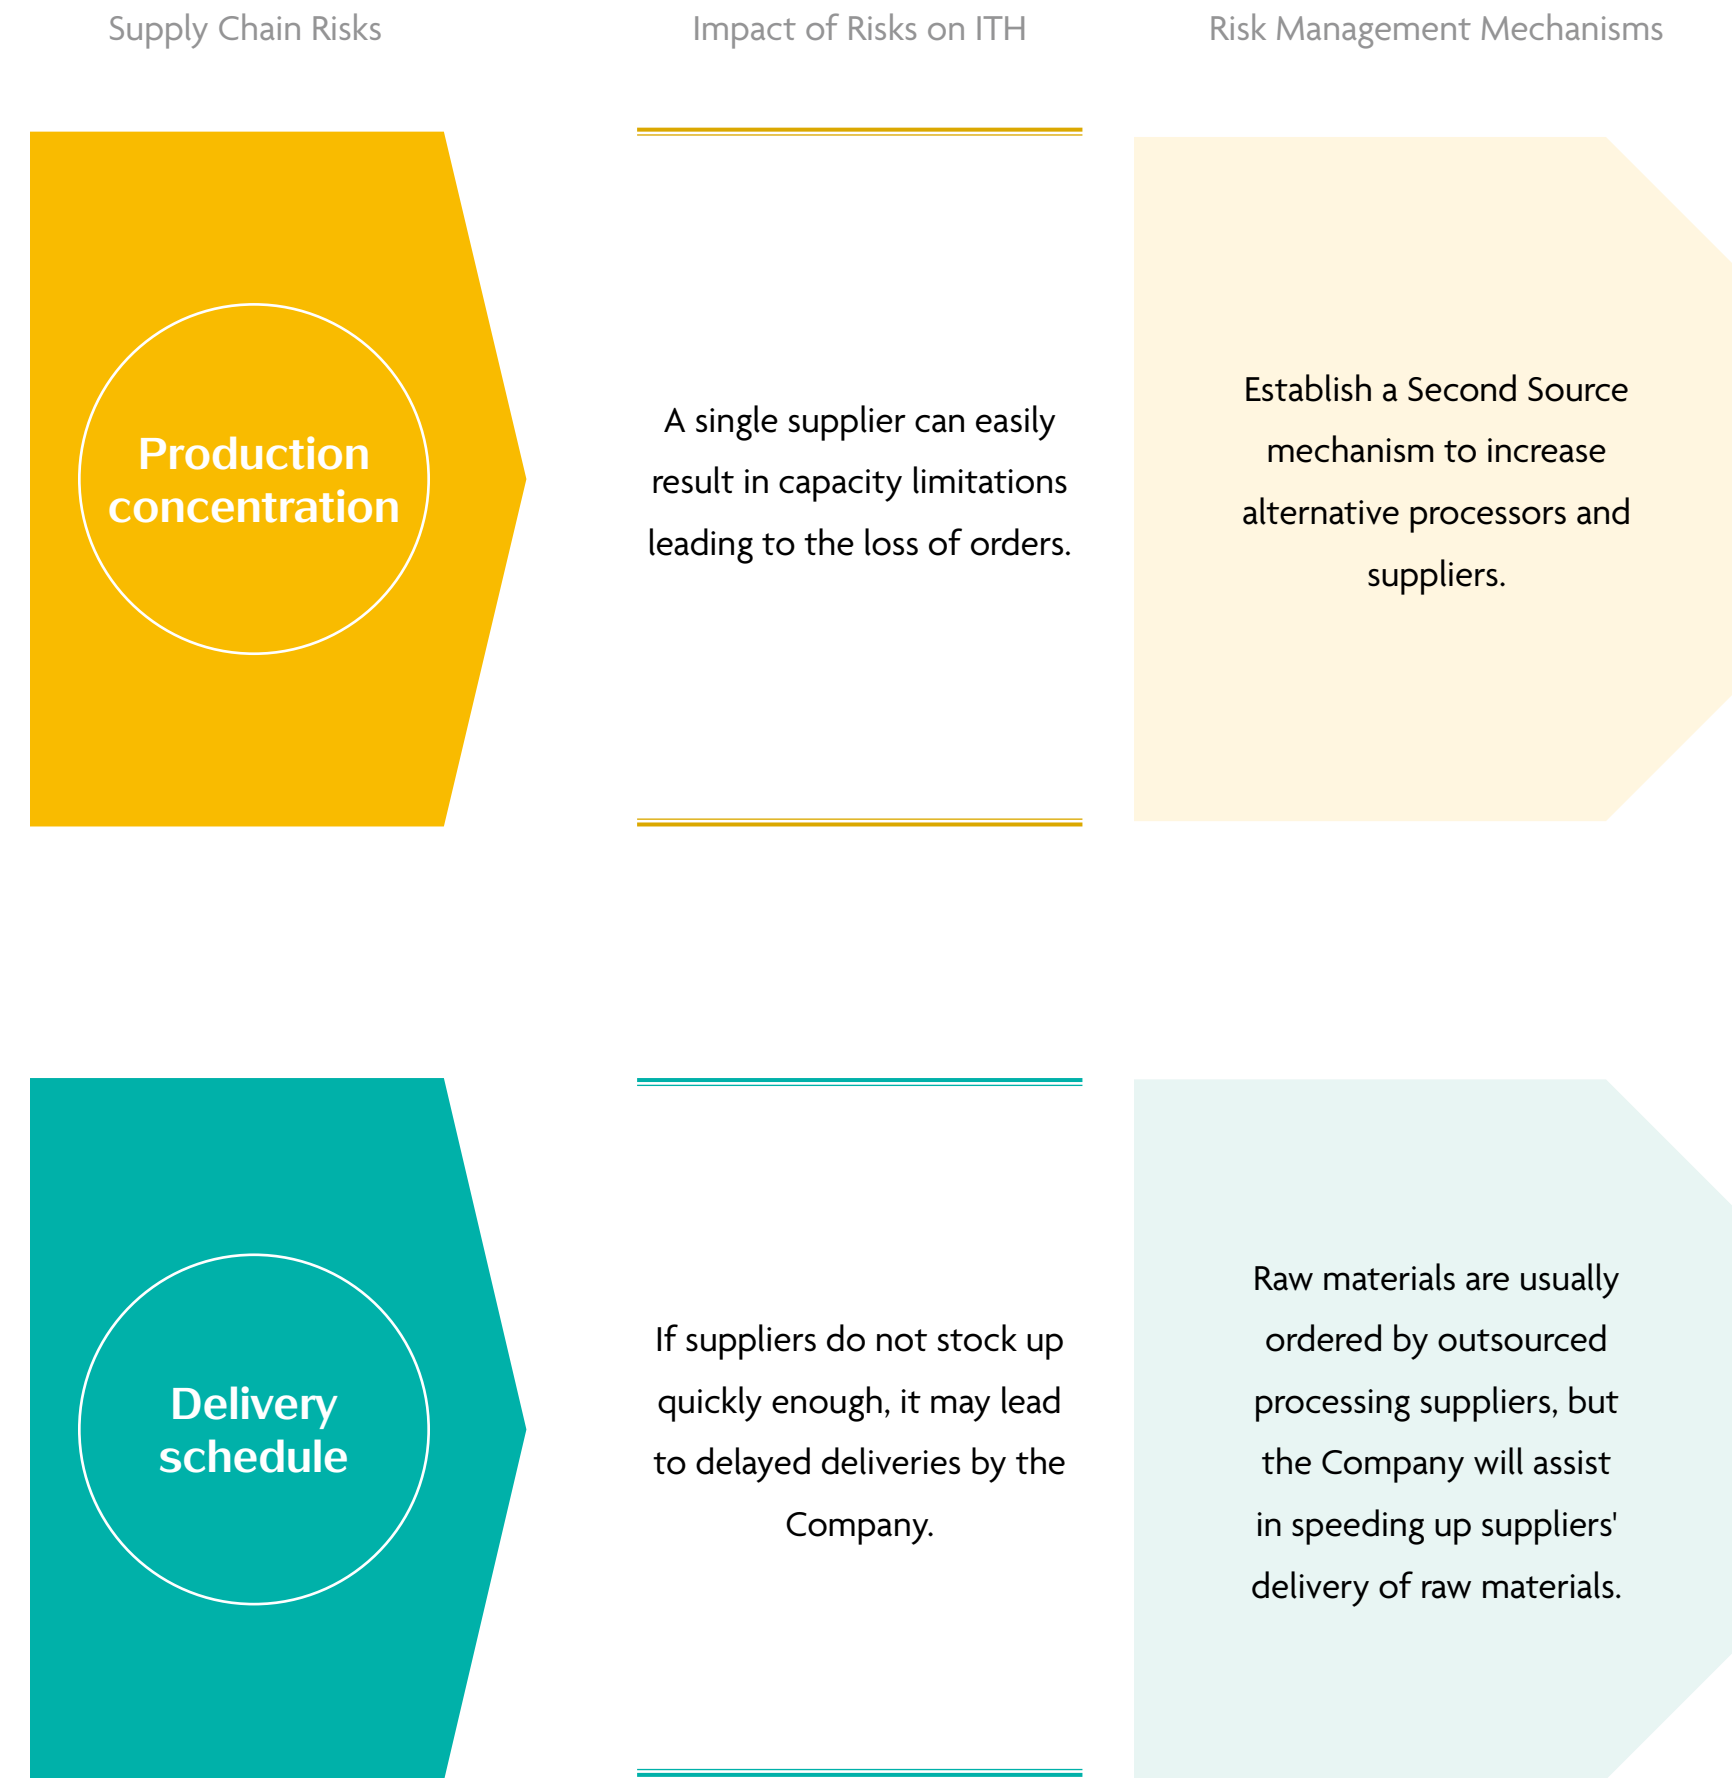 Supply Chain Risks
Impact of Risks on ITH
Risk Management Mechanisms
Production
concentration
A single supplier can easily
result in capacity limitations
leading to the loss of orders.
Establish a Second Source
mechanism to increase
alternative processors and
suppliers.
Delivery
schedule
If suppliers do not stock up
quickly enough, it may lead
to delayed deliveries by the
Company.
Raw materials are usually
ordered by outsourced
processing suppliers, but
the Company will assist
in speeding up suppliers'
delivery of raw materials.